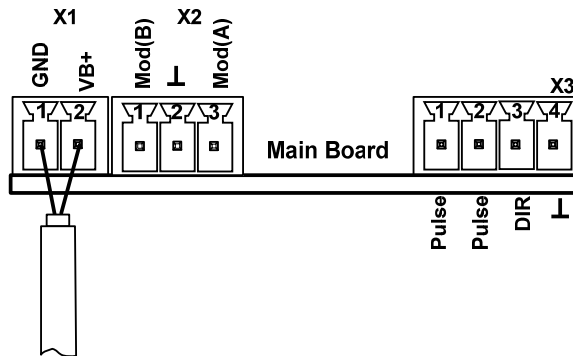 X1
X2
GND
VB+
Mod(B)
⊥
Mod(A)
X3
1
2
1
2
3
1
2
3
4
Main Board
Pulse
Pulse
DIR
⊥